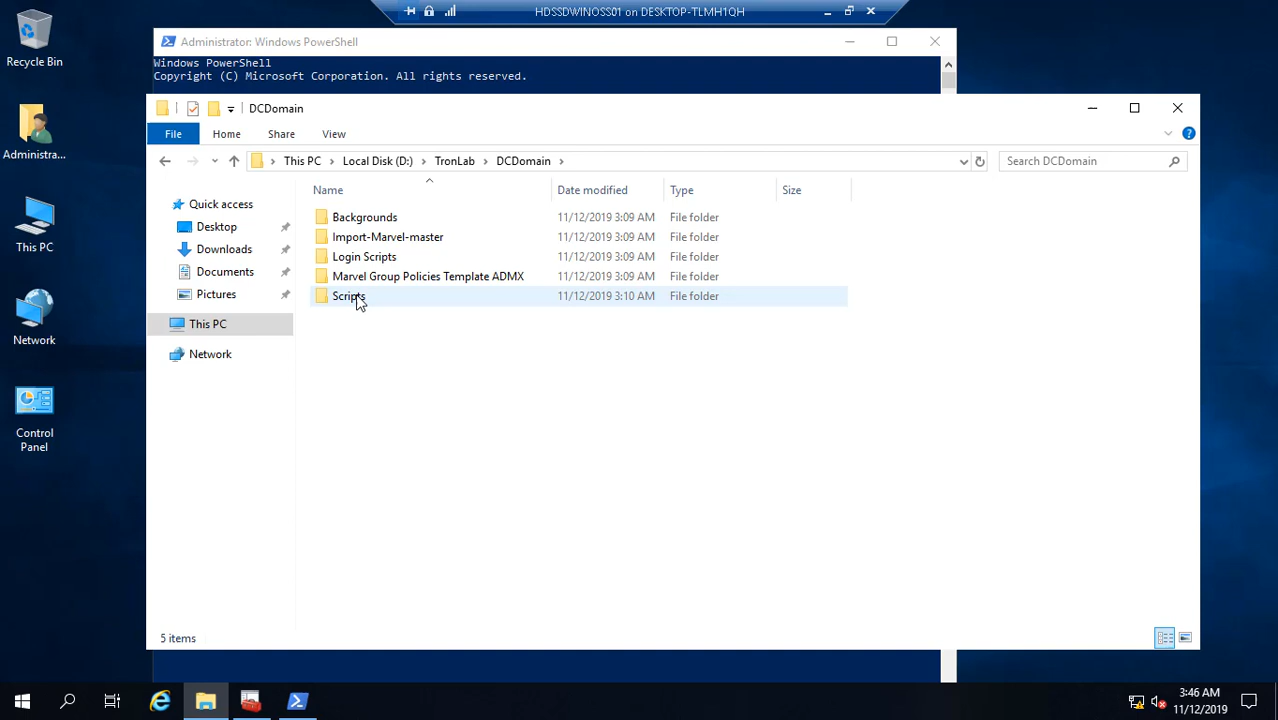 HDSSDWINOSS01 on DESKTOP-TLMH1QH
Recycle Bin
Administra...
This PC
Network
Control
Panel
Administrator: Windows PowerShell
Windows PowerShell
Copyright (C) Microsoft Corporation. All rights reserved.
DCDomain
File Home Share View
This PC Local Disk (D:) TronLab DCDomain Search DCDomain
Name Date modified Type Size
Quick access
Desktop
Downloads
Documents
Pictures
This PC
Network
Backgrounds 11/12/2019 3:09 AM File folder
Import-Marvel-master 11/12/2019 3:09 AM File folder
Login Scripts 11/12/2019 3:09 AM File folder
Marvel Group Policies Template ADMX 11/12/2019 3:09 AM File folder
Scripts 11/12/2019 3:10 AM File folder
5 items
3:46 AM
11/12/2019